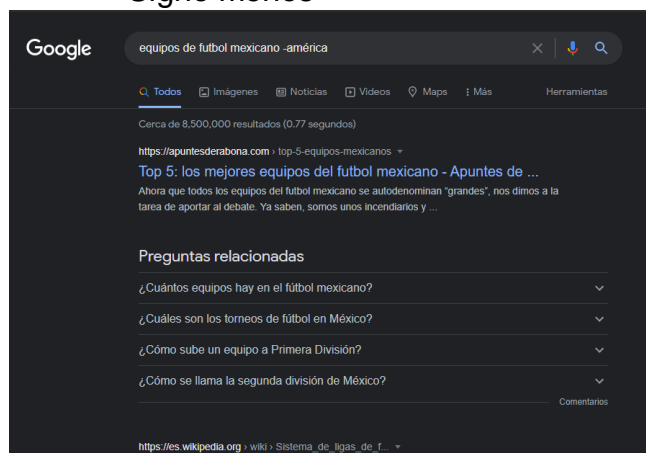 Signo menos
Google
equipos de futbol mexicano -américa
Todos Imágenes Noticias Videos Maps Más Herramientas
Cerca de 8,500,000 resultados (0.77 segundos)
https://apuntesderabona.com › top-5-equipos-mexicanos
Top 5: los mejores equipos del futbol mexicano - Apuntes de ...
Ahora que todos los equipos del futbol mexicano se autodenominan "grandes", nos dimos a la
tarea de aportar al debate. Ya saben, somos unos incendiarios y ...
Preguntas relacionadas
¿Cuántos equipos hay en el fútbol mexicano?
¿Cuáles son los torneos de fútbol en México?
¿Cómo sube un equipo a Primera División?
¿Cómo se llama la segunda división de México?
Comentarios
https://es.wikipedia.org › wiki › Sistema_de_ligas_de_f...